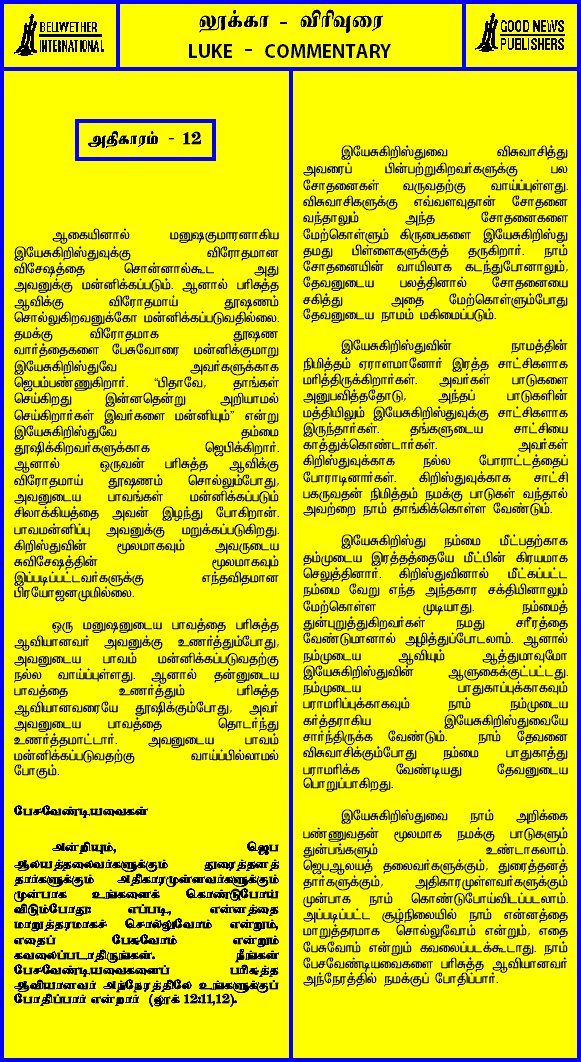 BELLWETHER
INTERNATIONAL
லூக்கா - விரிவுரை
LUKE - COMMENTARY
GOOD NEWS
PUBLISHERS
அதிகாரம் - 12
ஆகையினால் மனுஷகுமாரனாகிய
இயேசுகிறிஸ்துவுக்கு விரோதமான
விசேஷத்தை சொன்னால்கூட அது
அவனுக்கு மன்னிக்கப்படும். ஆனால் பரிசுத்த
ஆவிக்கு விரோதமாய் தூஷணம்
சொல்லுகிறவனுக்கோ மன்னிக்கப்படுவதில்லை.
தமக்கு விரோதமாக தூஷண
வார்த்தைகளை பேசுவோரை மன்னிக்குமாறு
இயேசுகிறிஸ்துவே அவர்களுக்காக
ஜெபம்பண்ணுகிறார். “பிதாவே, தாங்கள்
செய்கிறது இன்னதென்று அறியாமல்
செய்கிறார்கள் இவர்களை மன்னியும்” என்று
இயேசுகிறிஸ்துவே தம்மை
தூஷிக்கிறவர்களுக்காக ஜெபிக்கிறார்.
ஆனால் ஒருவன் பரிசுத்த ஆவிக்கு
விரோதமாய் தூஷணம் சொல்லும்போது,
அவனுடைய பாவங்கள் மன்னிக்கப்படும்
சிலாக்கியத்தை அவன் இழந்து போகிறான்.
பாவமன்னிப்பு அவனுக்கு மறுக்கப்படுகிறது.
கிறிஸ்துவின் மூலமாகவும் அவருடைய
சுவிசேஷத்தின் மூலமாகவும்
இப்படிப்பட்டவர்களுக்கு எந்தவிதமான
பிரயோஜனமுமில்லை.
ஒரு மனுஷனுடைய பாவத்தை பரிசுத்த
ஆவியானவர் அவனுக்கு உணர்த்தும்போது,
அவனுடைய பாவம் மன்னிக்கப்படுவதற்கு
நல்ல வாய்ப்புள்ளது. ஆனால் தன்னுடைய
பாவத்தை உணர்த்தும் பரிசுத்த
ஆவியானவரையே தூஷிக்கும்போது, அவர்
அவனுடைய பாவத்தை தொடர்ந்து
உணர்த்தமாட்டார். அவனுடைய பாவம்
மன்னிக்கப்படுவதற்கு வாய்ப்பில்லாமல்
போகும்.
பேசவேண்டியவைகள்
அன்றியும், ஜெப
ஆலயத்தலைவர்களுக்கும் துரைத்தனத்
தார்களுக்கும் அதிகாரமுள்ளவர்களுக்கும்
முன்பாக உங்களைக் கொண்டுபோய்
விடும்போது: எப்படி, என்னத்தை
மாறுத்தரமாகச் சொல்லுவோம் என்றும்,
எதைப் பேசுவோம் என்றும்
கவலைப்படாதிருங்கள். நீங்கள்
பேசவேண்டியவைகளைப் பரிசுத்த
ஆவியானவர் அந்நேரத்திலே உங்களுக்குப்
போதிப்பார் என்றார் (லூக் 12:11,12).
இயேசுகிறிஸ்துவை விசுவாசித்து
அவரைப் பின்பற்றுகிறவர்களுக்கு பல
சோதனைகள் வருவதற்கு வாய்ப்புள்ளது.
விசுவாசிகளுக்கு எவ்வளவுதான் சோதனை
வந்தாலும் அந்த சோதனைகளை
மேற்கொள்ளும் கிருபைகளை இயேசுகிறிஸ்து
தமது பிள்ளைகளுக்குத் தருகிறார். நாம்
சோதனையின் வாயிலாக கடந்துபோனாலும்,
தேவனுடைய பலத்தினால் சோதனையை
சகித்து அதை மேற்கொள்ளும்போது
தேவனுடைய நாமம் மகிமைப்படும்.
இயேசுகிறிஸ்துவின் நாமத்தின்
நிமித்தம் ஏராளமானோர் இரத்த சாட்சிகளாக
மரித்திருக்கிறார்கள். அவர்கள் பாடுகளை
அனுபவித்ததோடு, அந்தப் பாடுகளின்
மத்தியிலும் இயேசுகிறிஸ்துவுக்கு சாட்சிகளாக
இருந்தார்கள். தங்களுடைய சாட்சியை
காத்துக்கொண்டார்கள். அவர்கள்
கிறிஸ்துவுக்காக நல்ல போராட்டத்தைப்
போராடினார்கள். கிறிஸ்துவுக்காக சாட்சி
பகருவதன் நிமித்தம் நமக்கு பாடுகள் வந்தால்
அவற்றை நாம் தாங்கிக்கொள்ள வேண்டும்.
இயேசுகிறிஸ்து நம்மை மீட்பதற்காக
தம்முடைய இரத்தத்தையே மீட்பின் கிரயமாக
செலுத்தினார். கிறிஸ்துவினால் மீட்கப்பட்ட
நம்மை வேறு எந்த அந்தகார சக்தியினாலும்
மேற்கொள்ள முடியாது. நம்மைத்
துன்புறுத்துகிறவர்கள் நமது சரீரத்தை
வேண்டுமானால் அழித்துப்போடலாம். ஆனால்
நம்முடைய ஆவியும் ஆத்துமாவுமோ
இயேசுகிறிஸ்துவின் ஆளுகைக்குட்பட்டது.
நம்முடைய பாதுகாப்புக்காகவும்
பராமரிப்புக்காகவும் நாம் நம்முடைய
கர்த்தராகிய இயேசுகிறிஸ்துவையே
சார்ந்திருக்க வேண்டும். நாம் தேவனை
விசுவாசிக்கும்போது நம்மை பாதுகாத்து
பராமரிக்க வேண்டியது தேவனுடைய
பொறுப்பாகிறது.
இயேசுகிறிஸ்துவை நாம் அறிக்கை
பண்ணுவதன் மூலமாக நமக்கு பாடுகளும்
துன்பங்களும் உண்டாகலாம்.
ஜெபஆலயத் தலைவர்களுக்கும், துரைத்தனத்
தார்களுக்கும், அதிகாரமுள்ளவர்களுக்கும்
முன்பாக நாம் கொண்டுபோய்விடப்படலாம்.
அப்படிப்பட்ட சூழ்நிலையில் நாம் என்னத்தை
மாறுத்தரமாக சொல்லுவோம் என்றும், எதை
பேசுவோம் என்றும் கவலைப்படக்கூடாது. நாம்
பேசவேண்டியவைகளை பரிசுத்த ஆவியானவர்
அந்நேரத்தில் நமக்குப் போதிப்பார்.